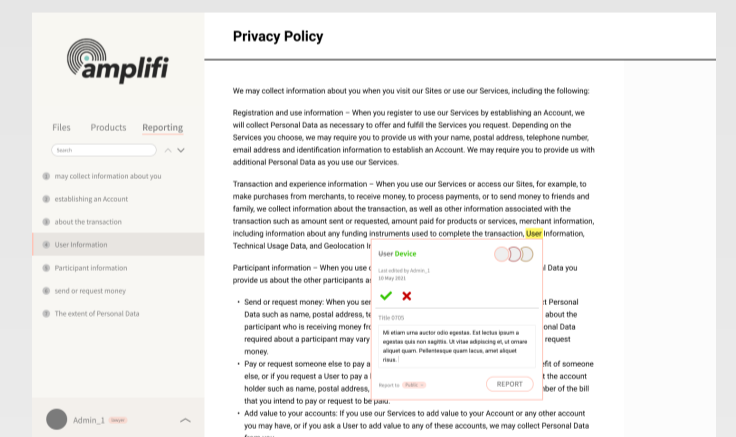 amplifi
Files Products Reporting
Search
may collect information about you
establishing an Account
about the transaction
User Information
Participant information
send or request money
The extent of Personal Data
Admin_1
Privacy Policy
We may collect information about you when you visit our Sites or use our Services, including the following:
Registration and use information – When you register to use our Services by establishing an Account, we
will collect Personal Data as necessary to offer and fulfill the Services you request. Depending on the
Services you choose, we may require you to provide us with your name, postal address, telephone number,
email address and identification information to establish an Account. We may require you to provide us with
additional Personal Data as you use our Services.
Transaction and experience information – When you use our Services or access our Sites, for example, to
make purchases from merchants, to receive money, to process payments, or to send money to friends and
family, we collect information about the transaction, as well as other information associated with the
transaction such as amount sent or requested, amount paid for products or services, merchant information,
including information about any funding instruments used to complete the transaction, User Information,
Technical Usage Data, and Geolocation
Participant information – When you use Data you
provide us about the other participants
• Send or request money: When you Personal
Data such as name, postal address, about the
participant who is receiving money Data
required about a participant may vary request
money.
• Pay or request someone else to pay a of someone
else, or if you request a User to pay a the account
holder such as name, postal address, of the bill
that you intend to pay or request to be paid.
• Add value to your accounts: If you use our Services to add value to your Account or any other account
you may have, or if you ask a User to add value to any of these accounts, we may collect Personal Data
User Device
Last edited by Admin_1
10 May 2021
Title 0705
Mi etiam urna auctor odio egestas. Est lectus ipsum a
egestas quis non sagittis. Ut vitae adipiscing et, ut ornare
aliquet quam. Pellentesque quam lacus, amet aliquet
risus.
Report to Public
REPORT